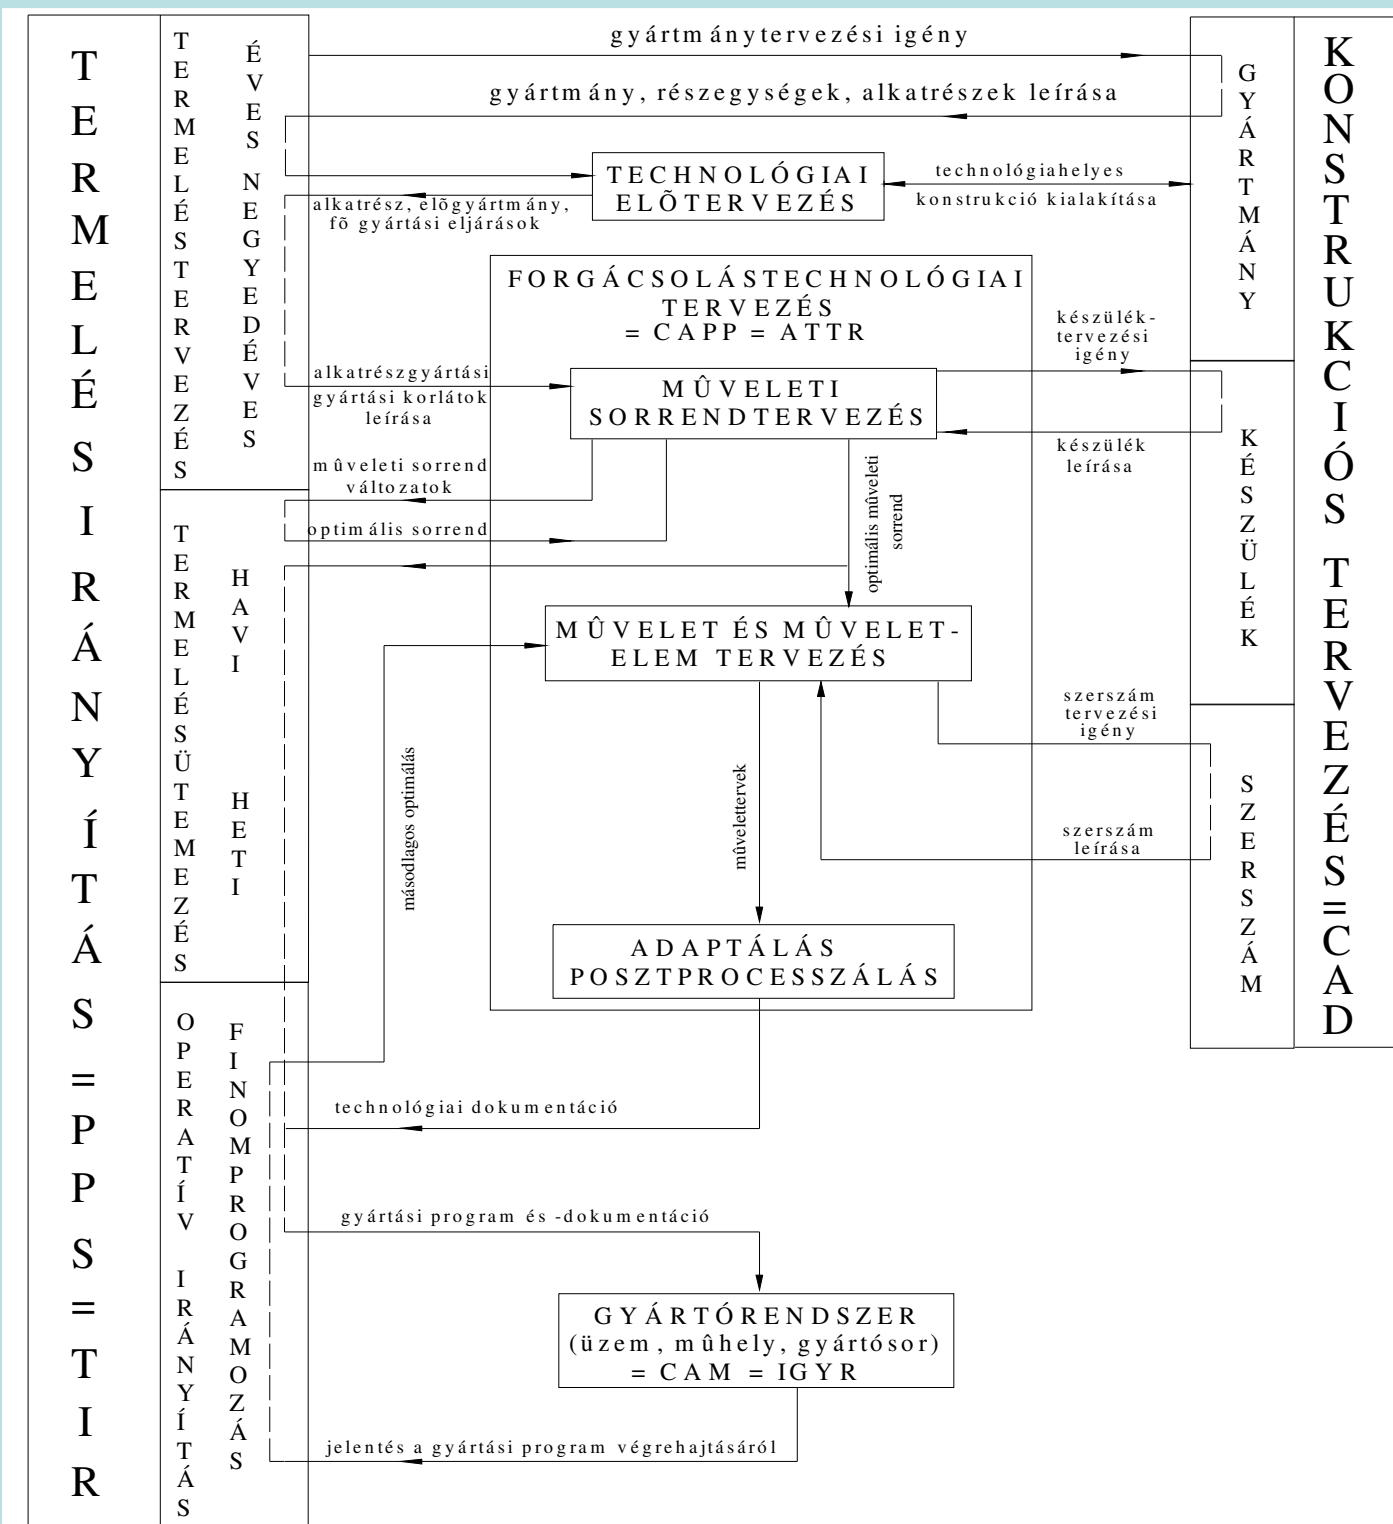 TERMELÉSIRÁNYÍTÁS=PPS=TIR
TERMELÉSTERVEZÉS
ÉVES NEGYEDÉVES
TERMELÉSÜTEMEZÉS
HAVI
HETI
OPERATÍV IRÁNYÍTÁS
FINOMPROGRAMOZÁS
gyártmánytervezési igény
gyártmány, részegységek, alkatrészek leírása
TECHNOLÓGIAI
ELÕTERVEZÉS
technológiahelyes
konstrukció kialakítása
alkatrész, elõgyártmány,
fõ gyártási eljárások
FORGÁCSOLÁSTECHNOLÓGIAI
TERVEZÉS
= CAPP = ATTR
készülék-
tervezési
igény
alkatrészgyártási
gyártási korlátok
leírása
MÛVELETI
SORRENDTERVEZÉS
készülék
leírása
mûveleti sorrend
változatok
optimális sorrend
optimális mûveleti
sorrend
MÛVELET ÉS MÛVELET-
ELEM TERVEZÉS
szerszám
tervezési
igény
másodlagos optimálás
mûvelettervek
szerszám
leírása
ADAPTÁLÁS
POSZTPROCESSZÁLÁS
technológiai dokumentáció
gyártási program és -dokumentáció
GYÁRTÓRENDSZER
(üzem, mûhely, gyártósor)
= CAM = IGYR
jelentés a gyártási program végrehajtásáról
GYÁRTMÁNY
KÉSZÜLÉK
SZERSZÁM
KONSTRUKCIÓS TERVEZÉS=CAD